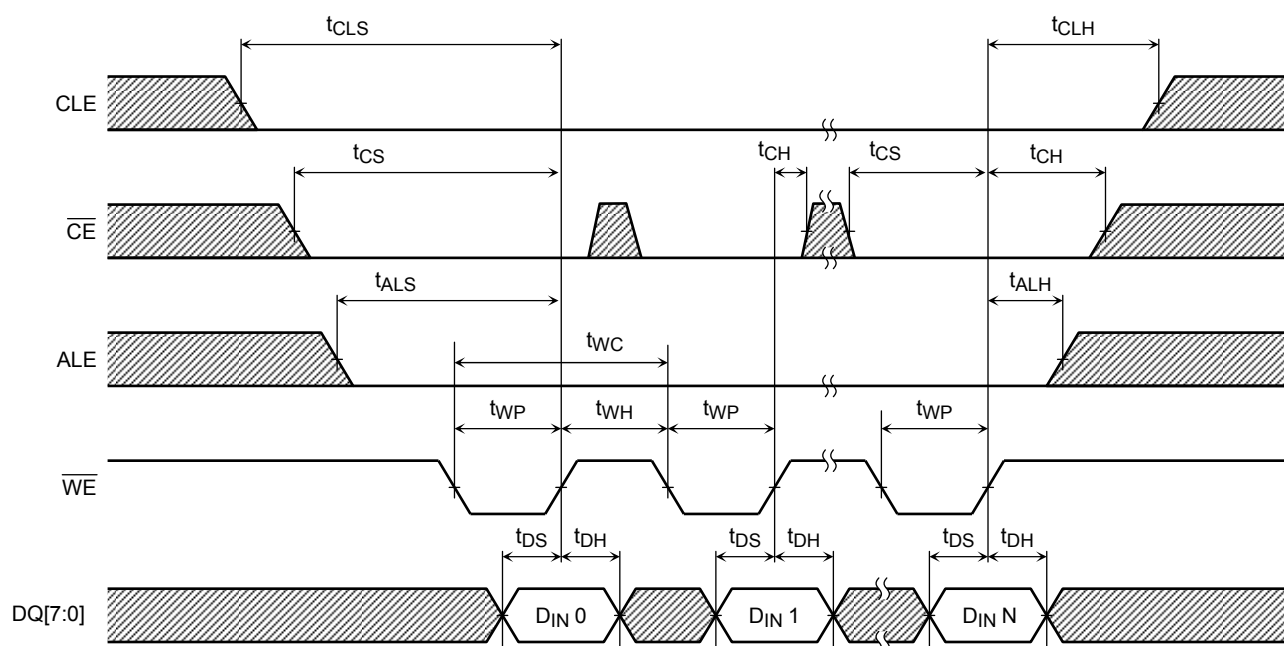 tCLS tCLH
CLE
tCS tCH tCS tCH
CE
tALS tALH
ALE
tWC
tWP tWH tWP tWP
WE
tDS tDH tDS tDH tDS tDH
DQ[7:0] DIN 0 DIN 1 DIN N